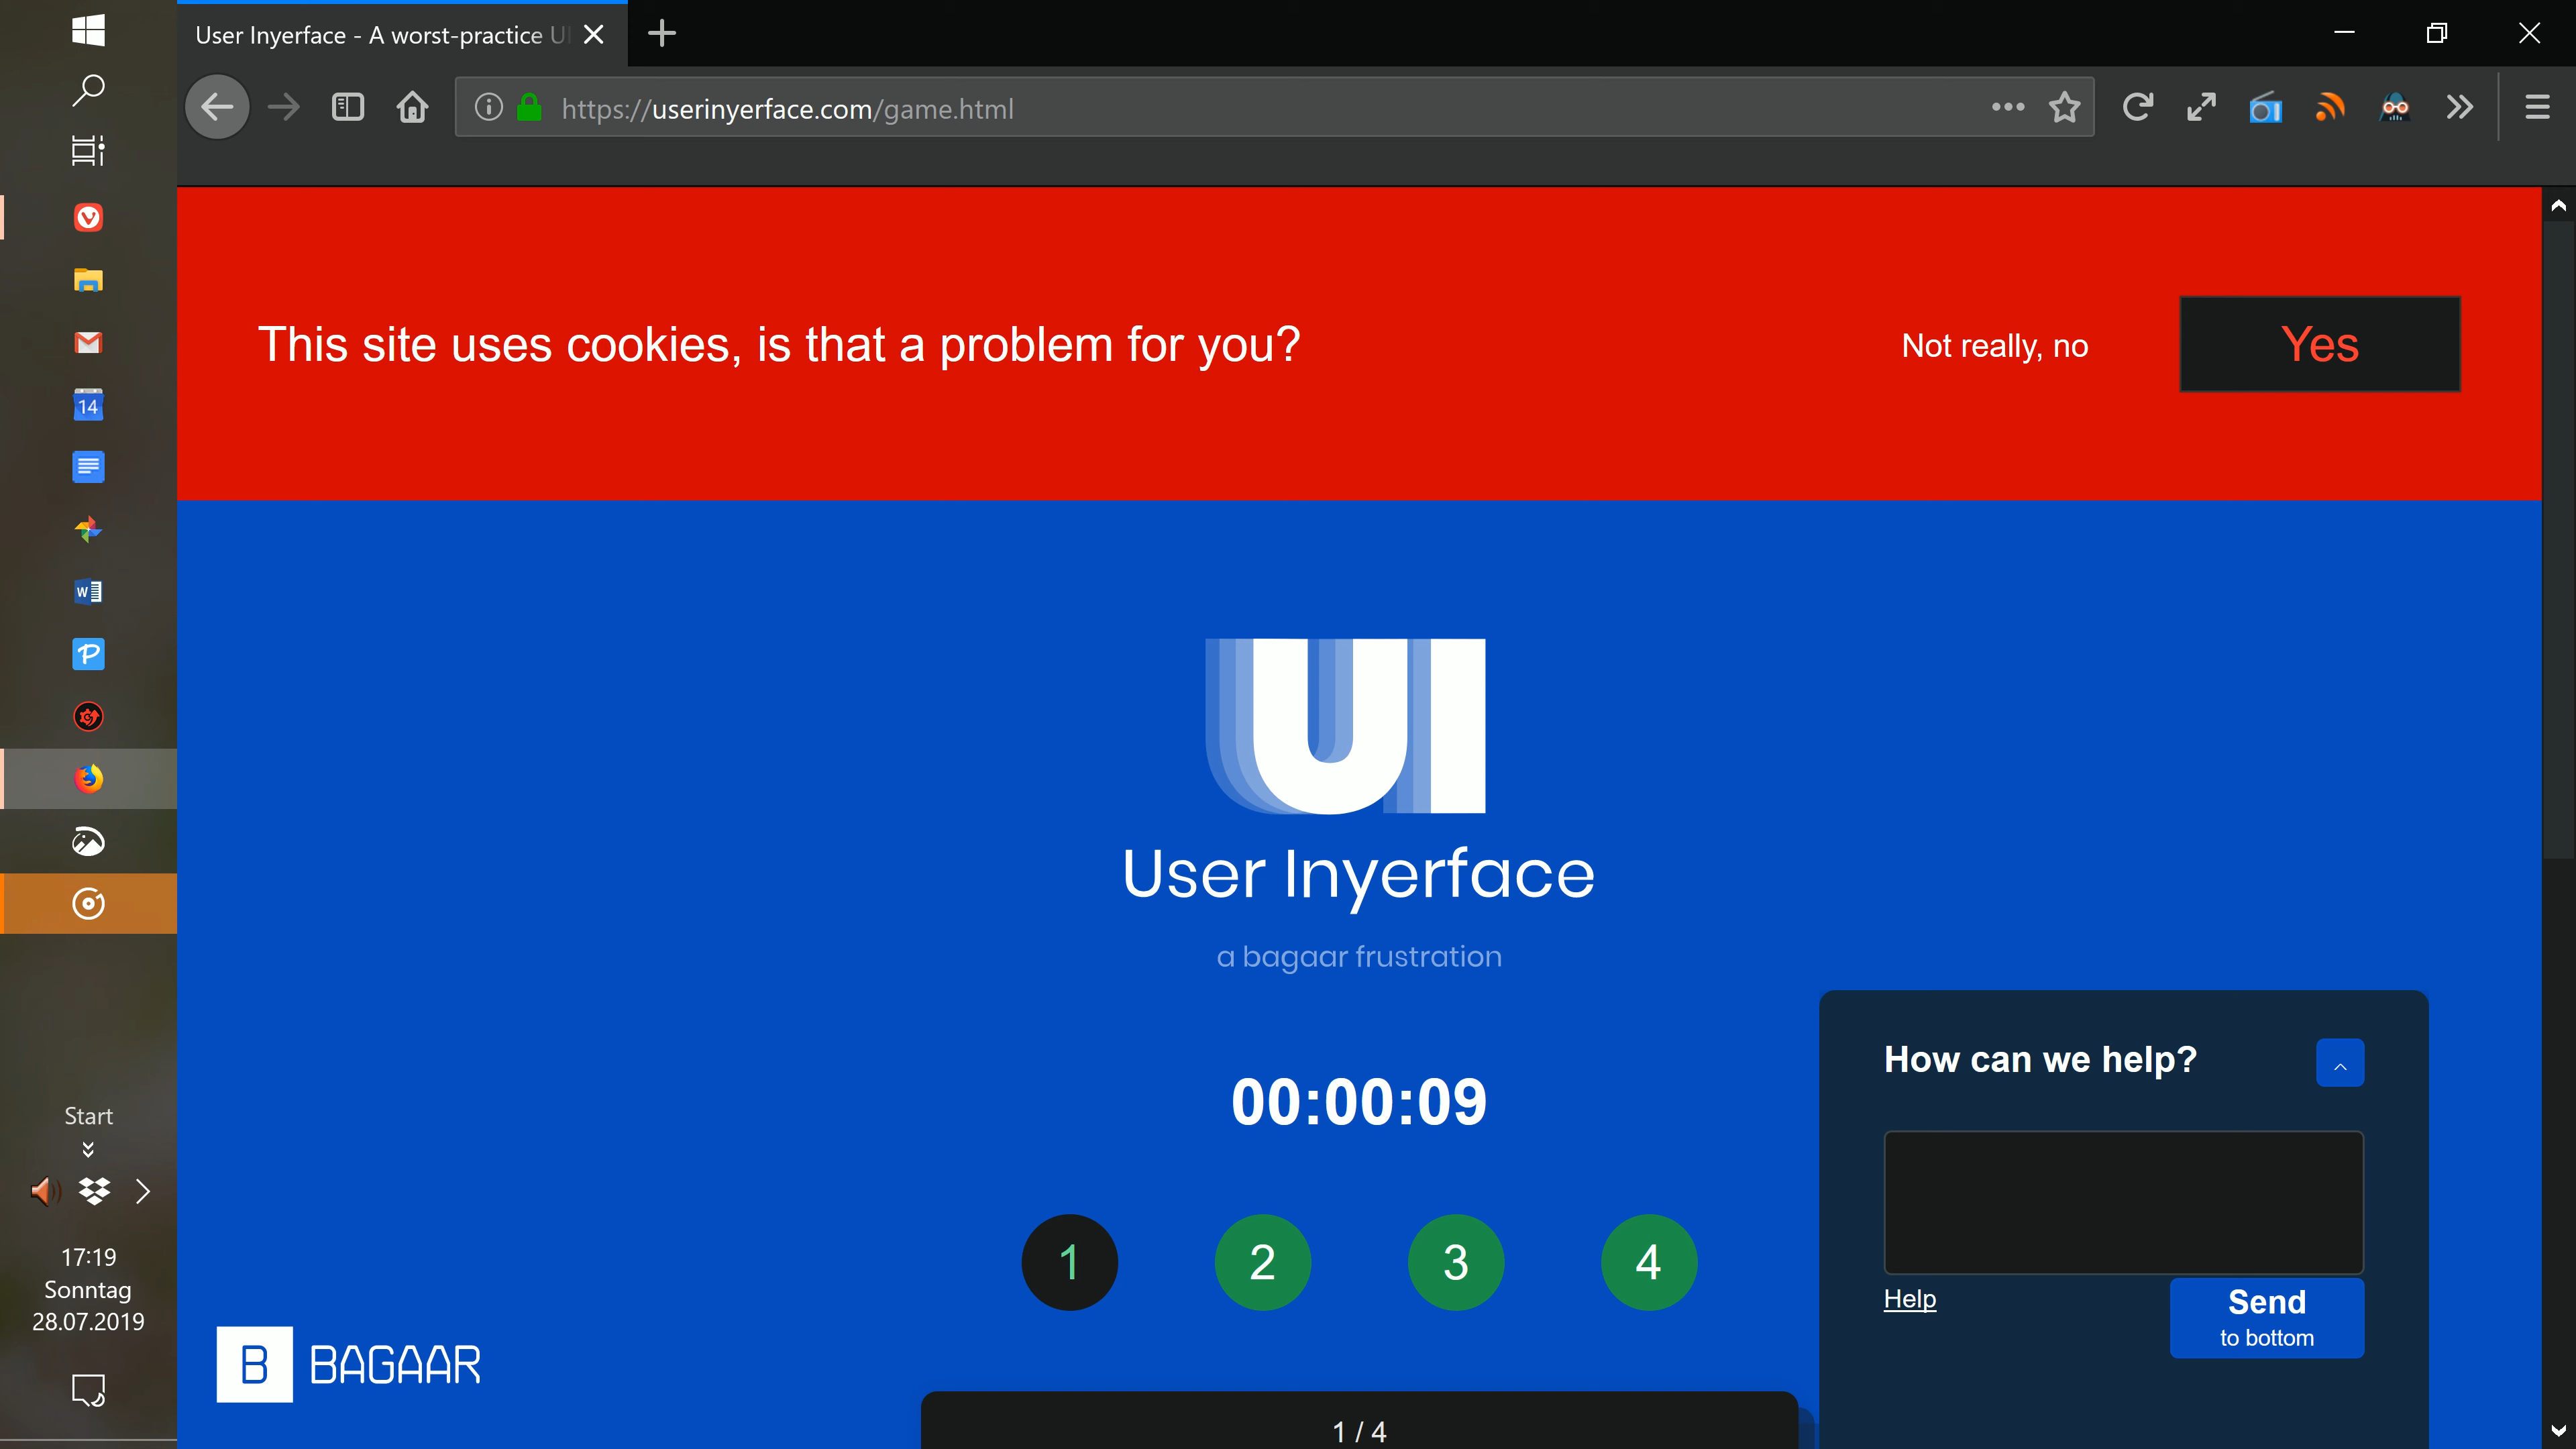 User Inyerface - A worst-practice UI
https://userinyerface.com/game.html
This site uses cookies, is that a problem for you?
Not really, no
Yes
14
W
UI
User Inyerface
a bagaar frustration
00:00:09
1 2 3 4
How can we help?
Help
Send
to bottom
B BAGAAR
1 / 4
Start
17:19
Sonntag
28.07.2019